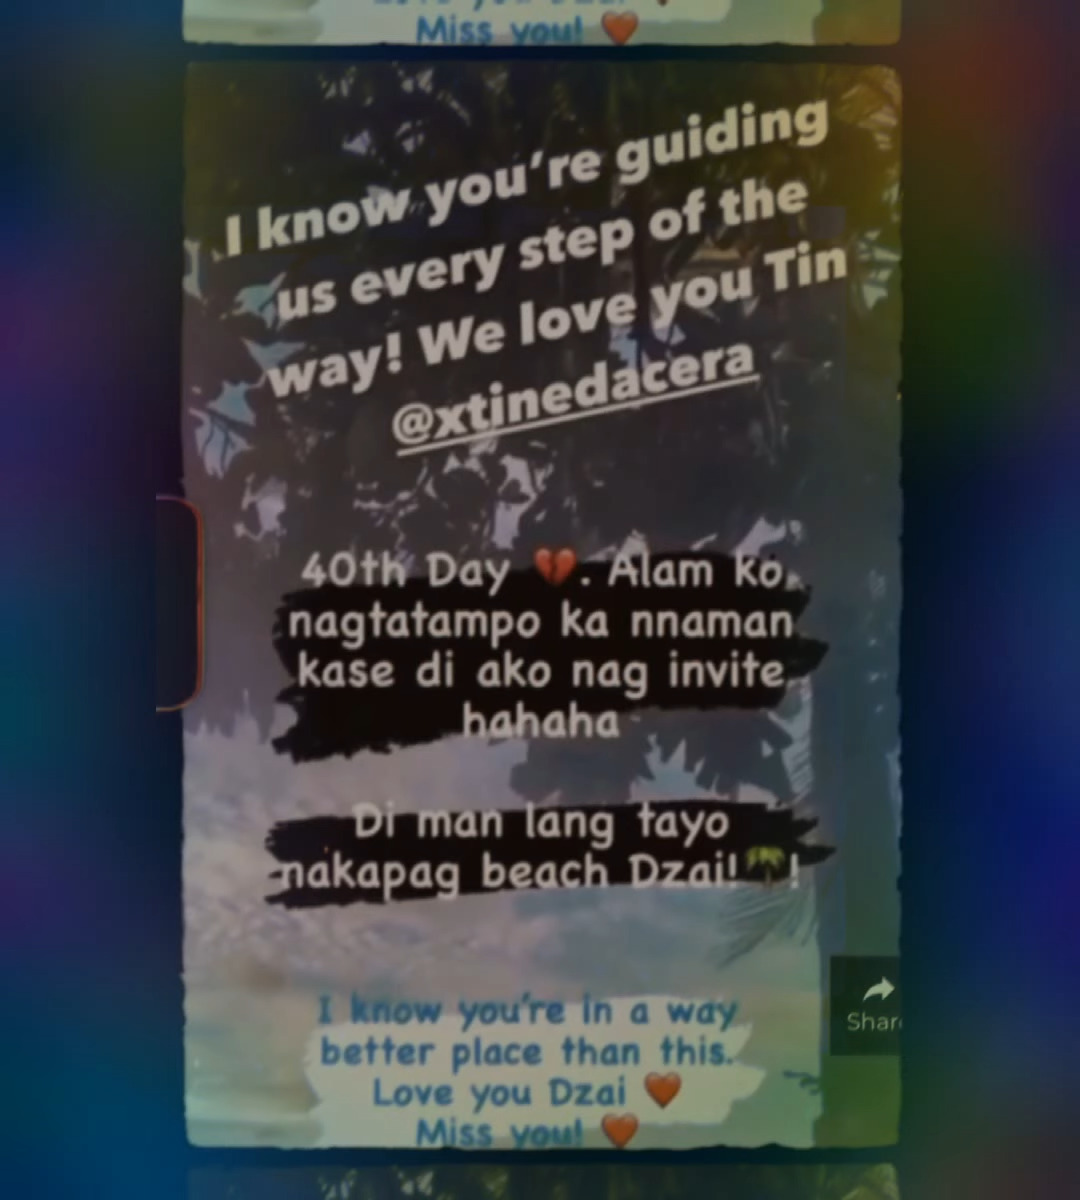 Miss you! ❤️
I know you're guiding
us every step of the
way! We love you Tin
@xtinedacera
40th Day 💔. Alam ko
nagtatampo ka nnaman
kase di ako nag invite
hahaha
Di man lang tayo
nakapag beach Dzai!🌴!
I know you're in a way
better place than this.
Love you Dzai ❤️
Miss you! ❤️
Share